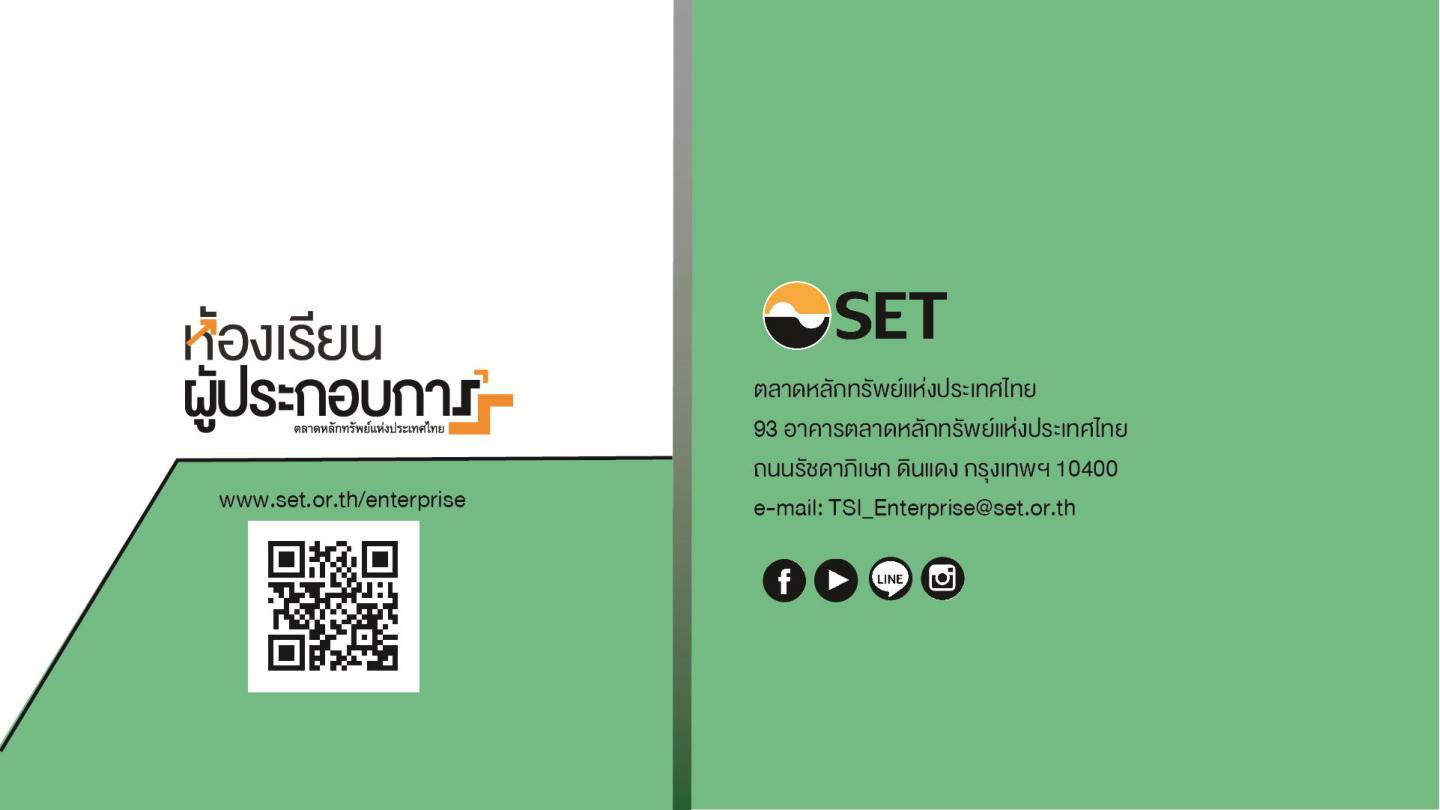 ห้องเรียน
ผู้ประกอบการ
ตลาดหลักทรัพย์แห่งประเทศไทย
www.set.or.th/enterprise
SET
ตลาดหลักทรัพย์แห่งประเทศไทย
93 อาคารตลาดหลักทรัพย์แห่งประเทศไทย
ถนนรัชดาภิเษก ดินแดง กรุงเทพฯ 10400
e-mail: TSI_Enterprise@set.or.th
LINE